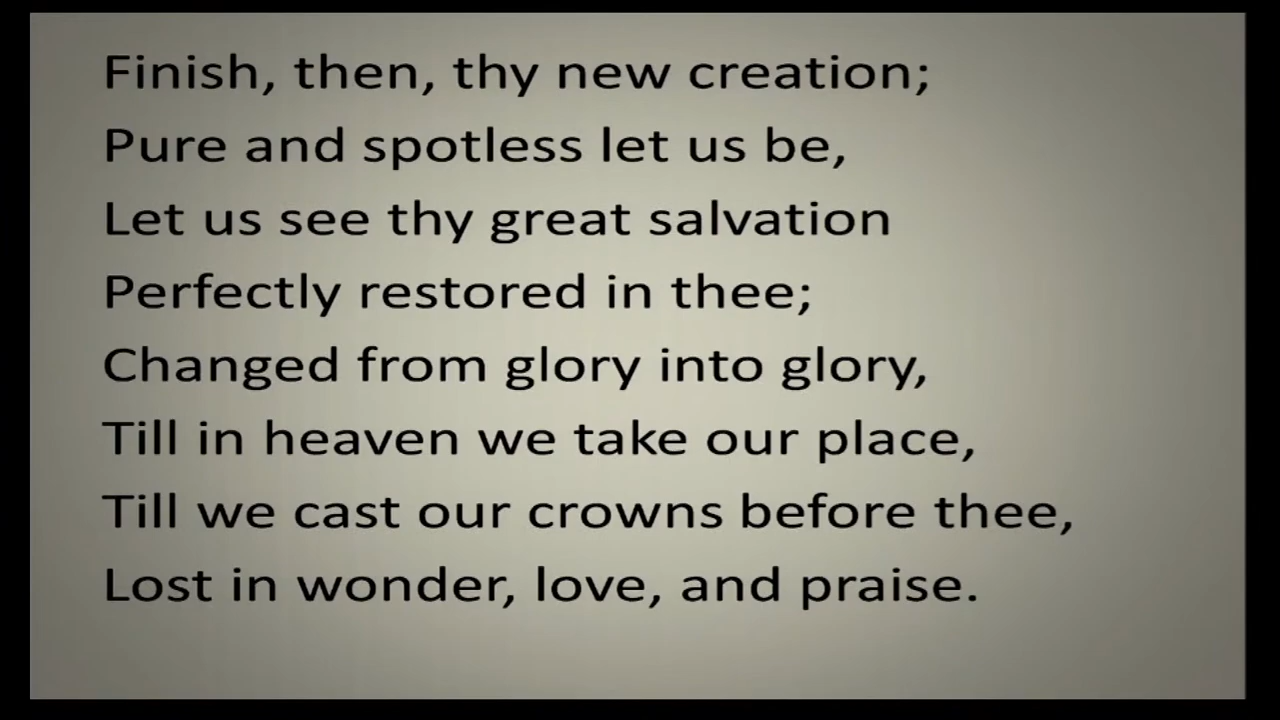 Finish, then, thy new creation;
Pure and spotless let us be,
Let us see thy great salvation
Perfectly restored in thee;
Changed from glory into glory,
Till in heaven we take our place,
Till we cast our crowns before thee,
Lost in wonder, love, and praise.